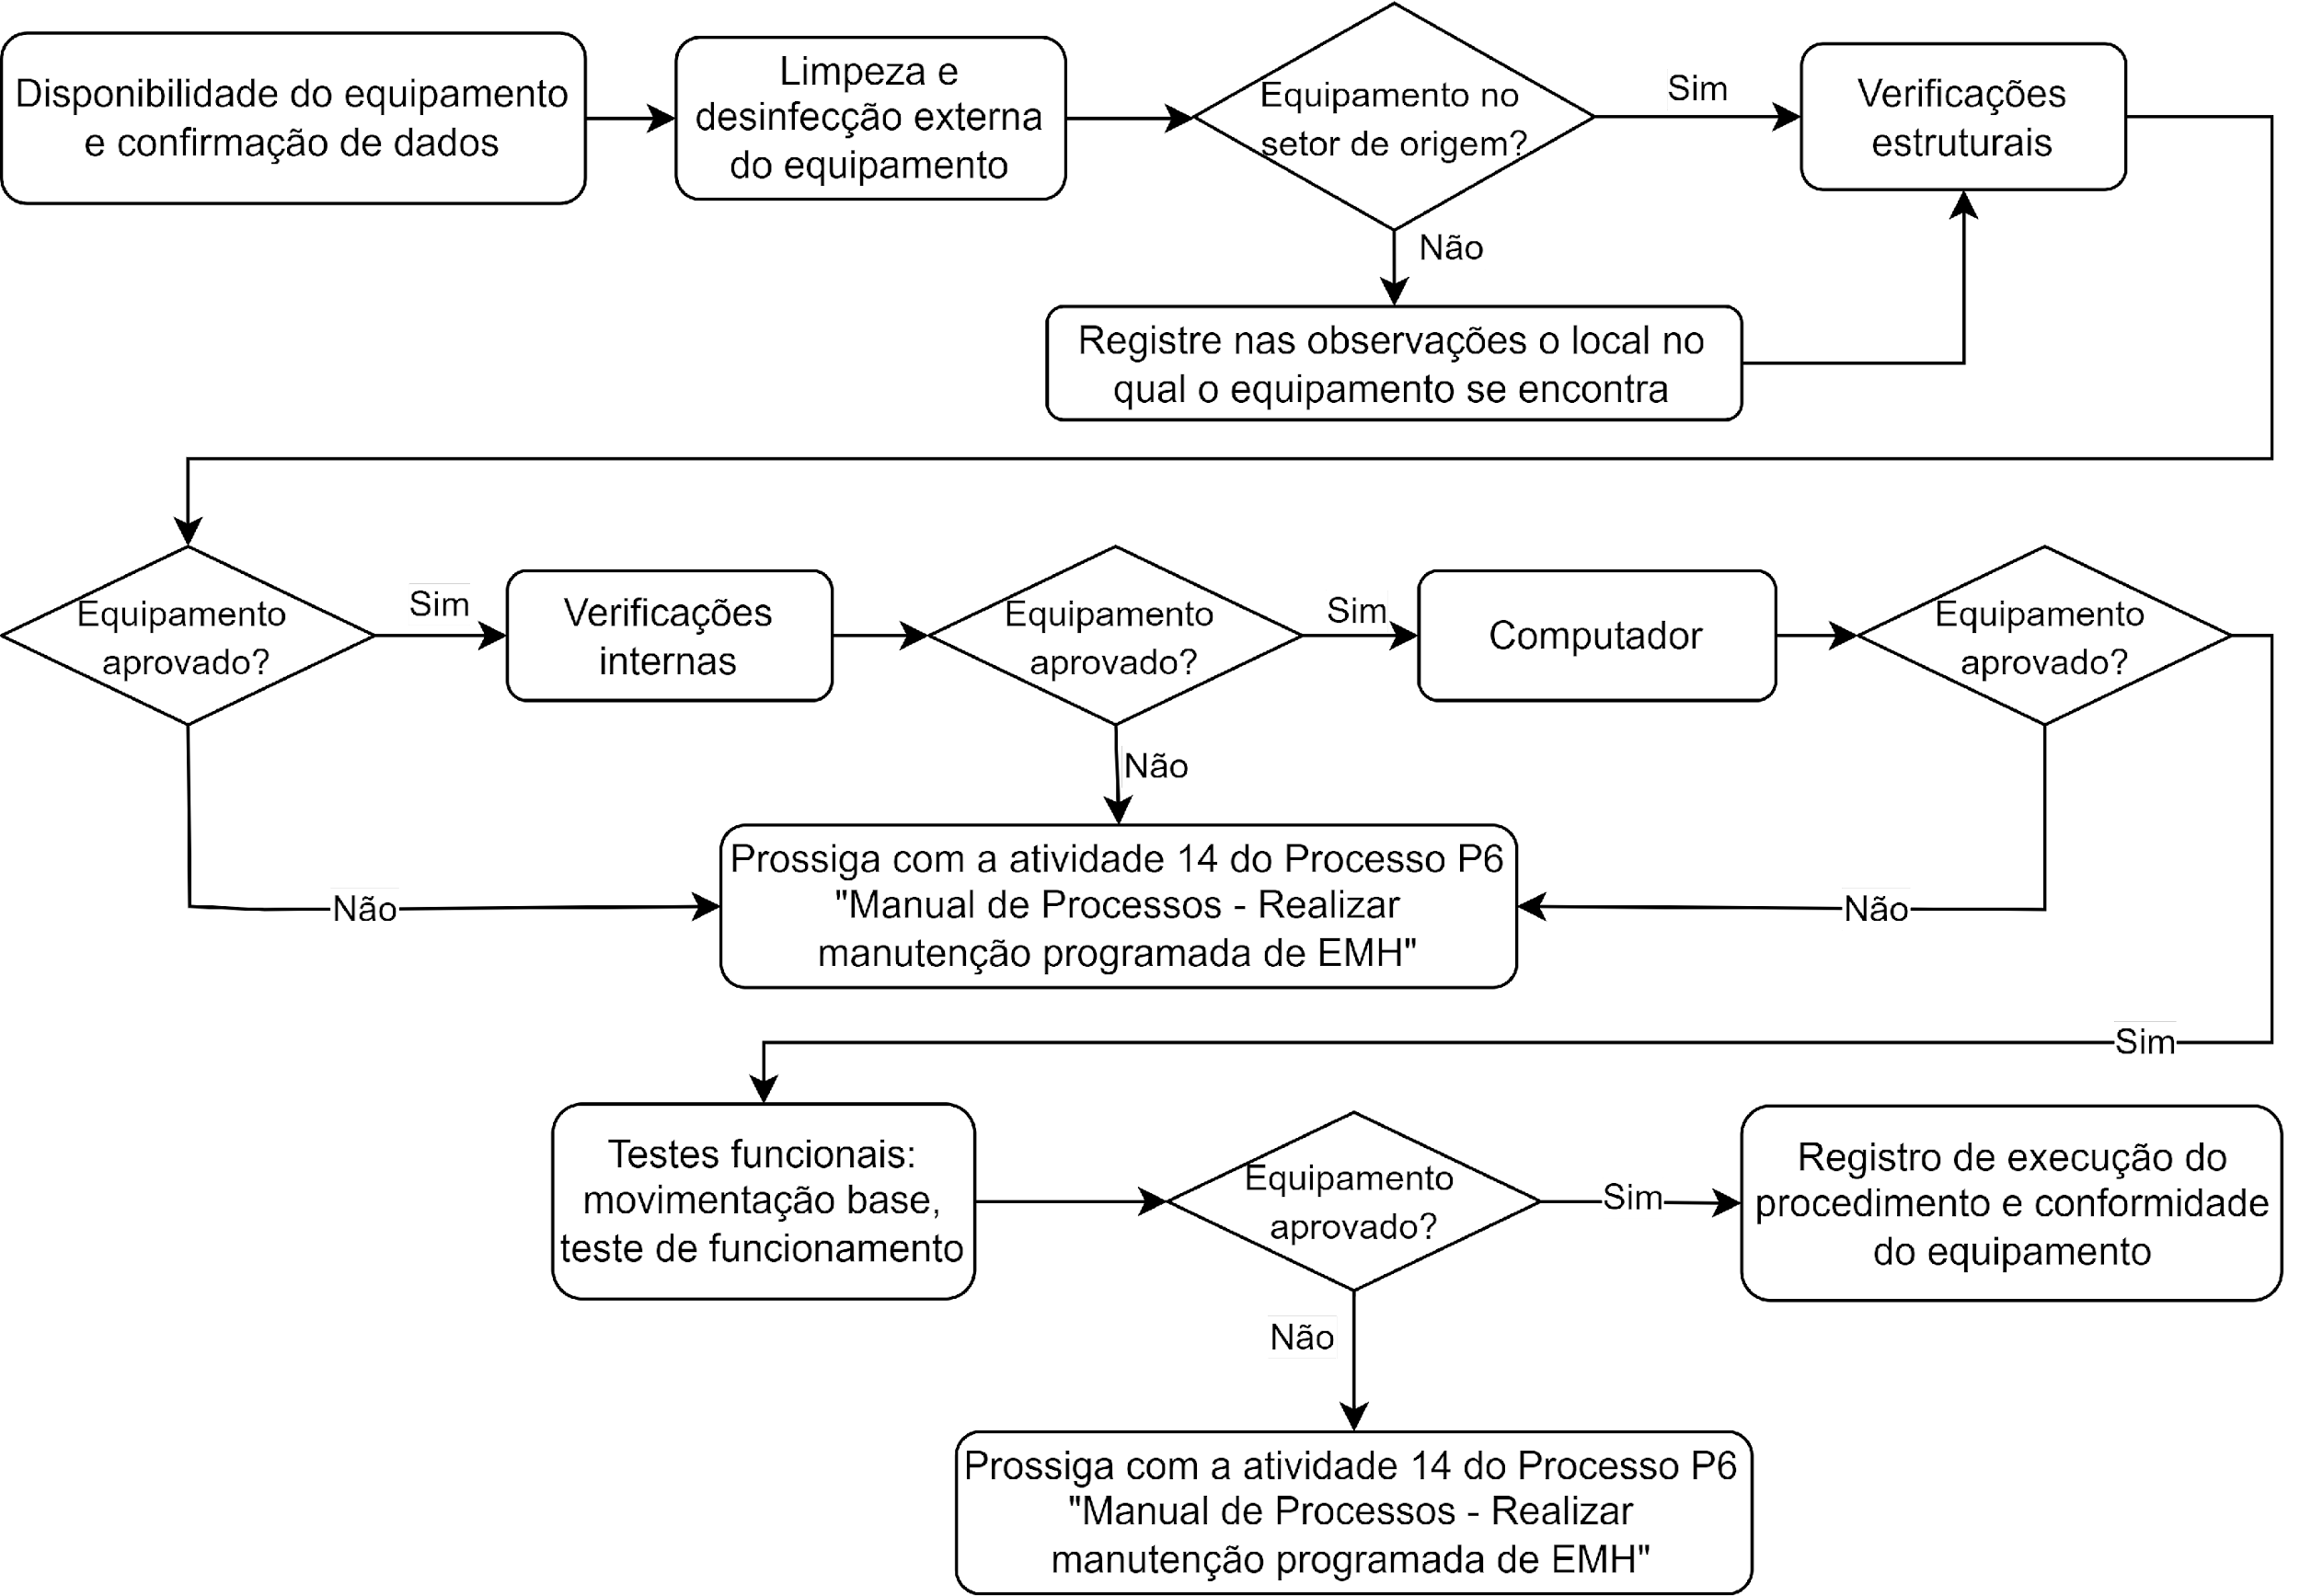 Disponibilidade do equipamento
e confirmação de dados
Limpeza e
desinfecção externa
do equipamento
Equipamento no
setor de origem?
Sim
Verificações
estruturais
Não
Registre nas observações o local no
qual o equipamento se encontra
Equipamento
aprovado?
Sim
Verificações
internas
Equipamento
aprovado?
Sim
Computador
Equipamento
aprovado?
Não
Não
Prossiga com a atividade 14 do Processo P6
"Manual de Processos - Realizar
manutenção programada de EMH"
Não
Sim
Testes funcionais:
movimentação base,
teste de funcionamento
Equipamento
aprovado?
Sim
Registro de execução do
procedimento e conformidade
do equipamento
Não
Prossiga com a atividade 14 do Processo P6
"Manual de Processos - Realizar
manutenção programada de EMH"